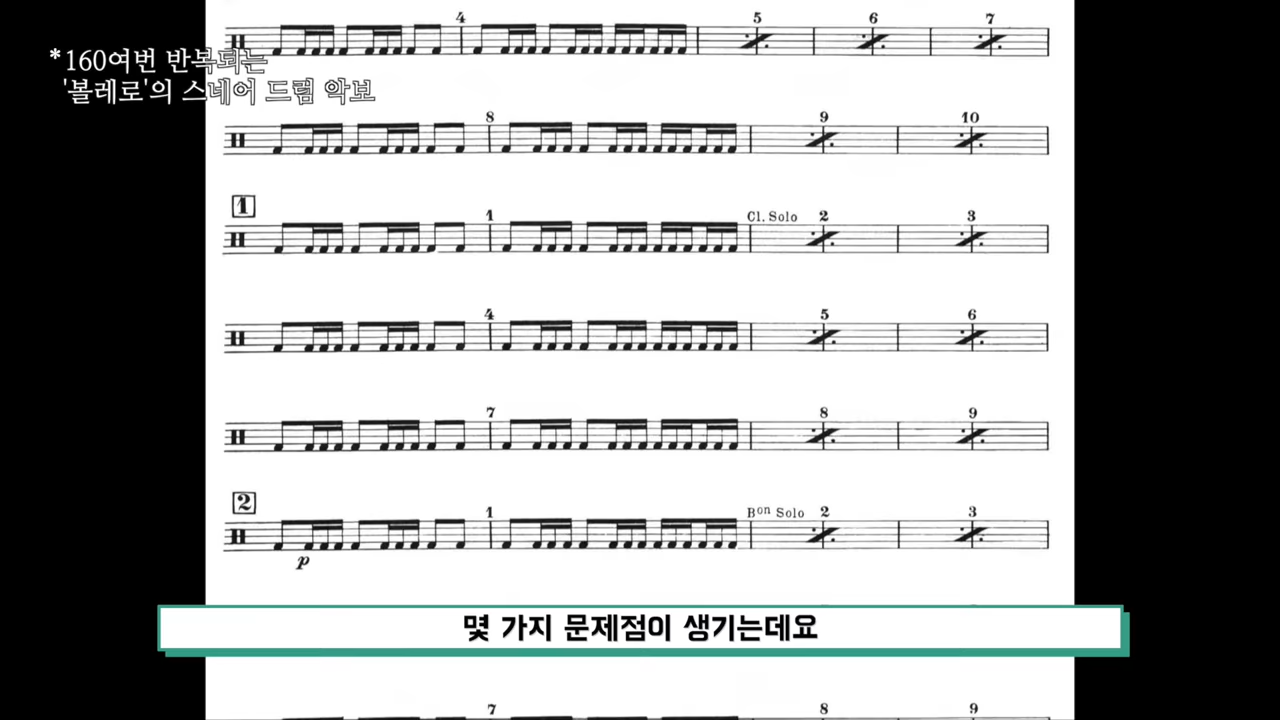 *160여번 반복되는
'볼레로'의 스네어 드럼 악보
4 5 6 7
8 9 10
1
1 Cl. Solo 2 3
4 5 6
7 8 9
2
1 Bon Solo 2 3
p
몇 가지 문제점이 생기는데요
7 8 9